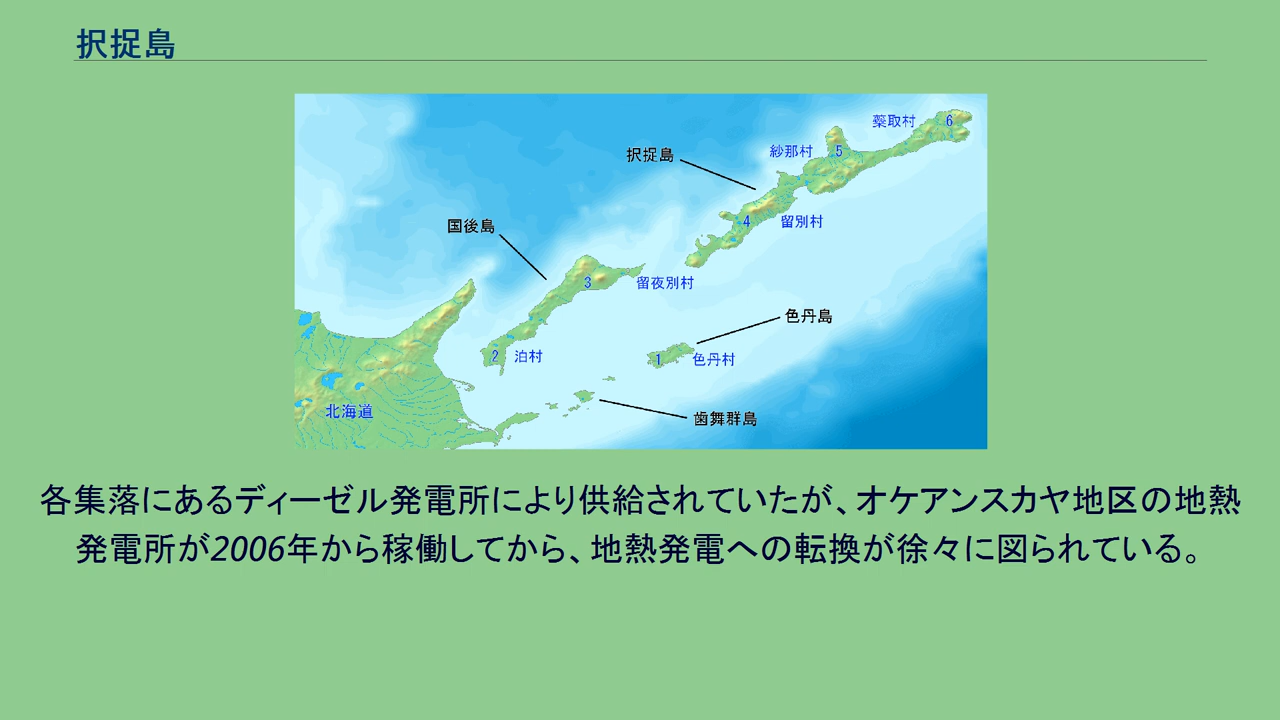 択捉島
蘂取村
6
紗那村
5
択捉島
4
留別村
国後島
3
留夜別村
色丹島
2
泊村
1
色丹村
北海道
歯舞群島
各集落にあるディーゼル発電所により供給されていたが、オケアンスカヤ地区の地熱
発電所が2006年から稼働してから、地熱発電への転換が徐々に図られている。